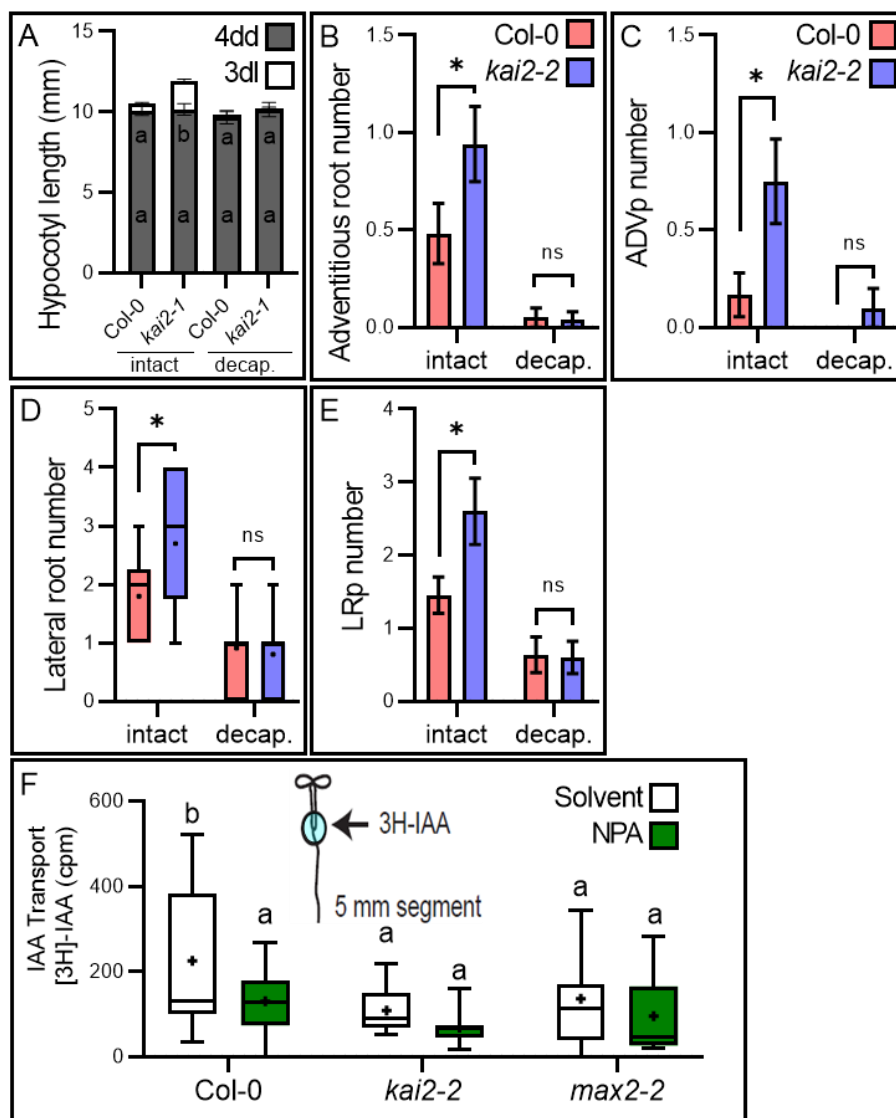 A
4dd
3dl
Hypocotyl length (mm)
15
10
5
0
a
b
a
a
a
a
a
a
Col-0
kai2-1
Col-0
kai2-1
intact
decap.
B
Col-0
kai2-2
Adventitious root number
1.5
1.0
0.5
0.0
*
ns
intact
decap.
C
Col-0
kai2-2
ADVp number
1.5
1.0
0.5
0.0
*
ns
intact
decap.
D
Lateral root number
5
4
3
2
1
0
*
ns
intact
decap.
E
LRp number
4
3
2
1
0
*
ns
intact
decap.
F
IAA Transport
[3H]-IAA (cpm)
600
400
200
0
b
a
a
a
a
a
3H-IAA
5 mm segment
Solvent
NPA
Col-0
kai2-2
max2-2